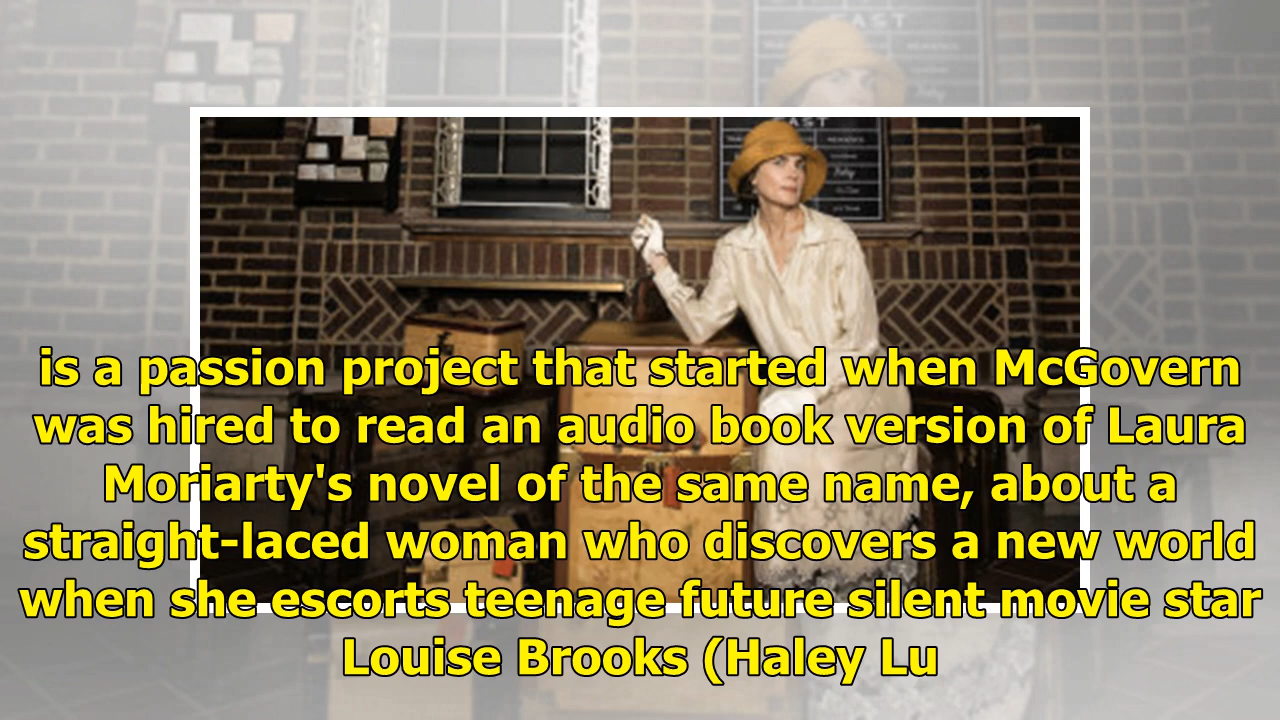 EAST
is a passion project that started when McGovern
was hired to read an audio book version of Laura
Moriarty's novel of the same name, about a
straight-laced woman who discovers a new world
when she escorts teenage future silent movie star
Louise Brooks (Haley Lu